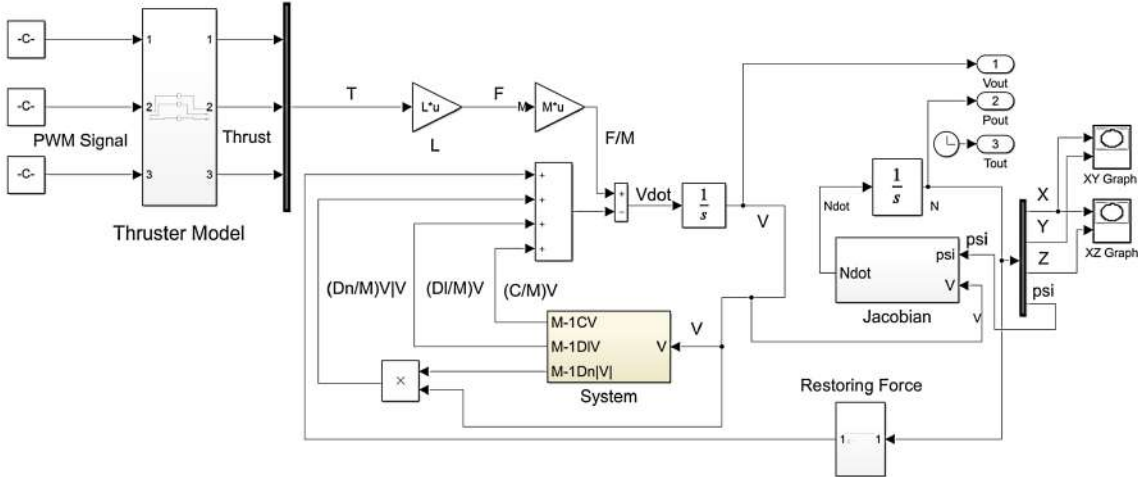 -C-
-C-
-C-
PWM Signal
1
2
3
1
2
3
Thrust
Thruster Model
T
L*u
L
F
M
M*u
F/M
+
+
+
+
+
−
Vdot
1
s
V
1
Vout
2
Pout
3
Tout
1
s
Ndot
N
Ndot
psi
V
Jacobian
psi
V
X
Y
Z
psi
XY Graph
XZ Graph
(Dn/M)V|V
(Dl/M)V
(C/M)V
M-1CV
M-1DlV
M-1Dn|V|
V
System
V
×
Restoring Force
1
1